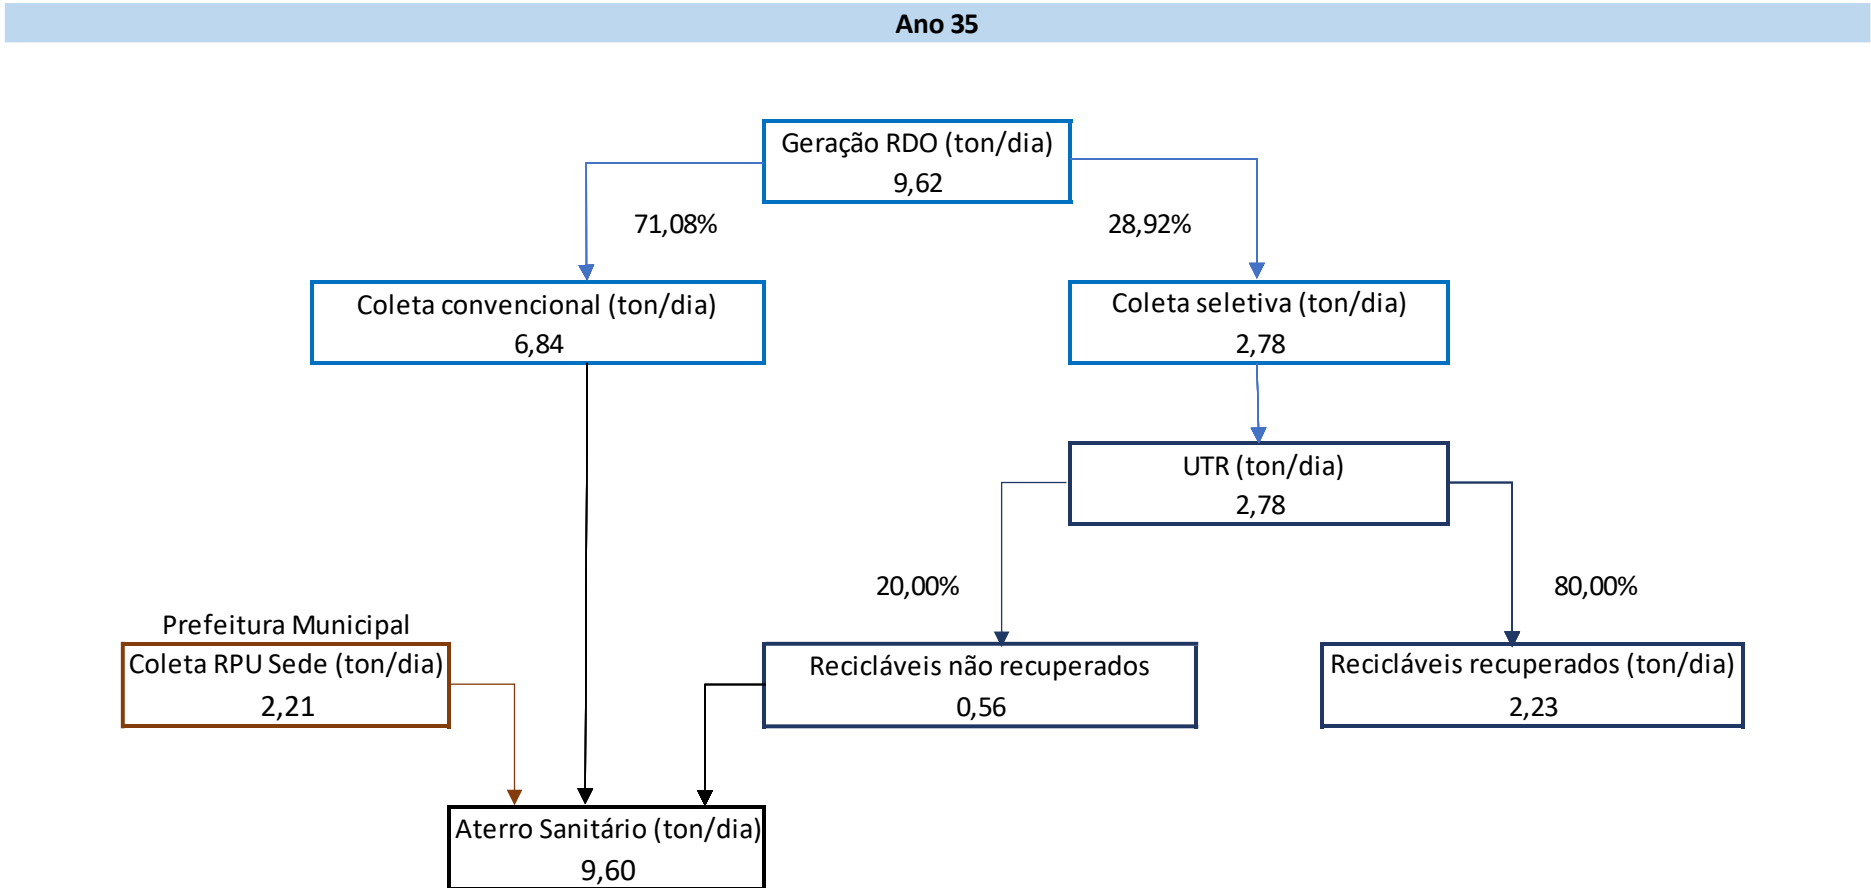 Ano 35
Geração RDO (ton/dia)
9,62
71,08%
28,92%
Coleta convencional (ton/dia)
6,84
Coleta seletiva (ton/dia)
2,78
UTR (ton/dia)
2,78
20,00%
80,00%
Prefeitura Municipal
Coleta RPU Sede (ton/dia)
2,21
Recicláveis não recuperados
0,56
Recicláveis recuperados (ton/dia)
2,23
Aterro Sanitário (ton/dia)
9,60